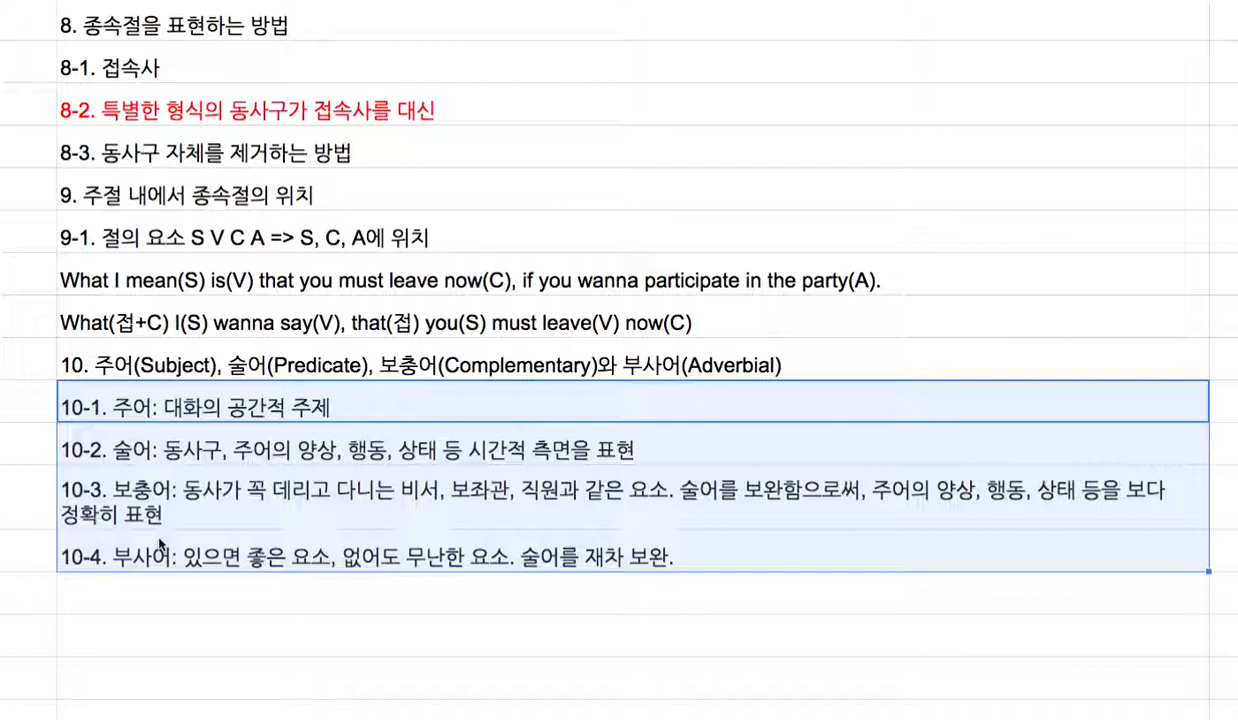 8. 종속절을 표현하는 방법
8-1. 접속사
8-2. 특별한 형식의 동사구가 접속사를 대신
8-3. 동사구 자체를 제거하는 방법
9. 주절 내에서 종속절의 위치
9-1. 절의 요소 S V C A => S, C, A에 위치
What I mean(S) is(V) that you must leave now(C), if you wanna participate in the party(A).
What(접+C) I(S) wanna say(V), that(접) you(S) must leave(V) now(C)
10. 주어(Subject), 술어(Predicate), 보충어(Complementary)와 부사어(Adverbial)
10-1. 주어: 대화의 공간적 주제
10-2. 술어: 동사구, 주어의 양상, 행동, 상태 등 시간적 측면을 표현
10-3. 보충어: 동사가 꼭 데리고 다니는 비서, 보좌관, 직원과 같은 요소. 술어를 보완함으로써, 주어의 양상, 행동, 상태 등을 보다
정확히 표현
10-4. 부사어: 있으면 좋은 요소, 없어도 무난한 요소. 술어를 재차 보완.